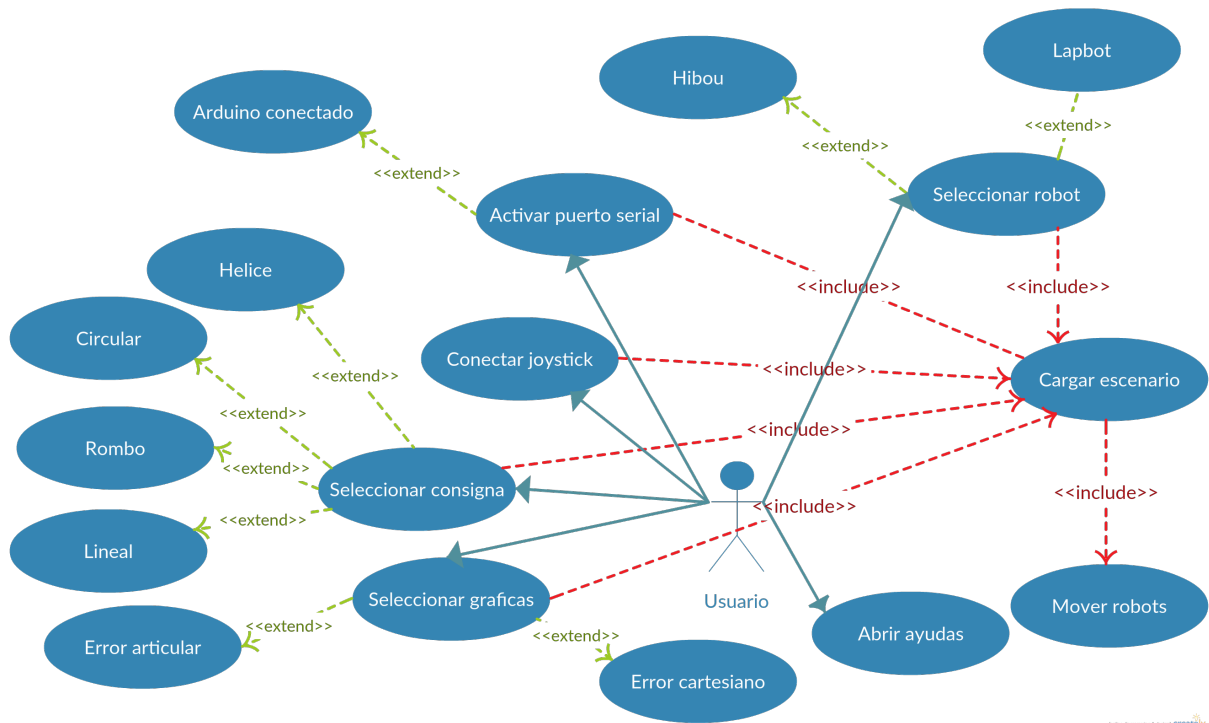 Lapbot
Hibou
Arduino conectado
<<extend>>
<<extend>>
<<extend>>
Seleccionar robot
Activar puerto serial
Helice
<<include>>
<<include>>
Circular
Conectar joystick
<<include>>
<<extend>>
Cargar escenario
<<extend>>
<<include>>
Rombo
<<extend>>
Seleccionar consigna
<<include>>
<<include>>
<<extend>>
Lineal
Seleccionar graficas
Usuario
Mover robots
<<extend>>
<<extend>>
Abrir ayudas
Error articular
Error cartesiano